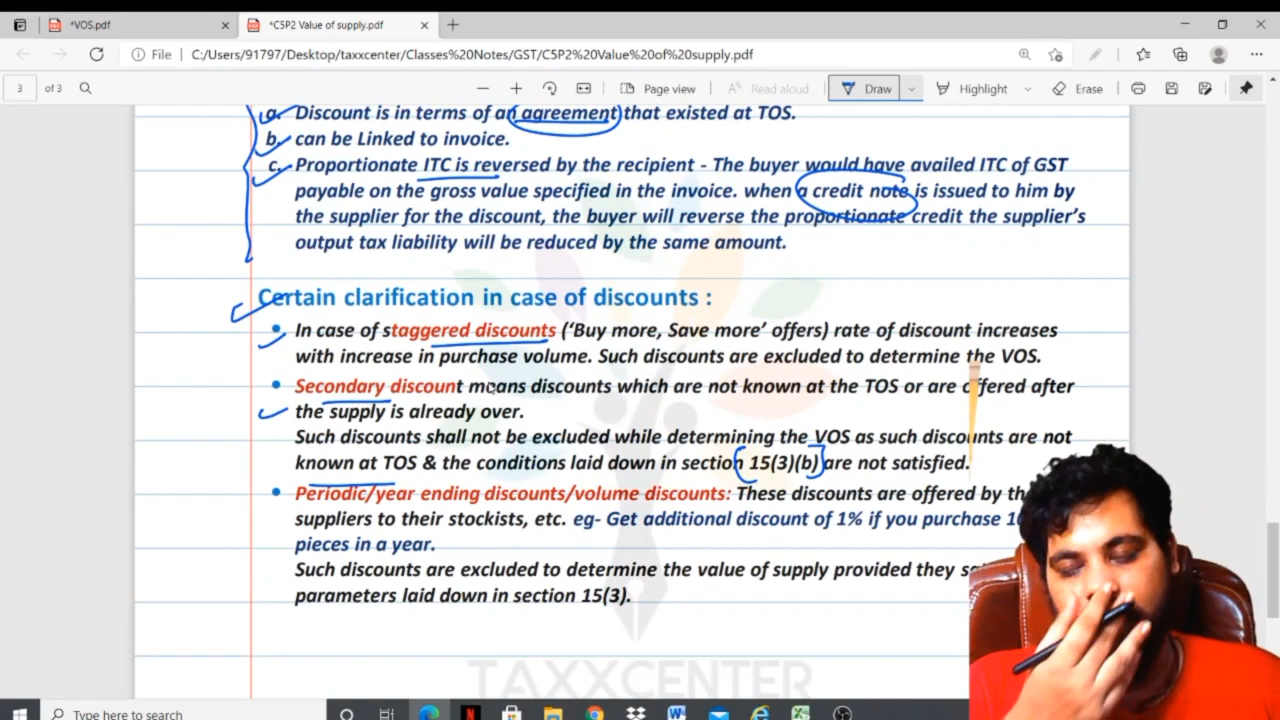 *VOS.pdf
*C5P2 Value of supply.pdf
File
C:/Users/91797/Desktop/taxxcenter/Classes%20Notes/GST/C5P2%20Value%20of%20supply.pdf
3 of 3
Page view
Read aloud
Draw
Highlight
Erase
a. Discount is in terms of an agreement that existed at TOS.
b. can be Linked to invoice.
c. Proportionate ITC is reversed by the recipient - The buyer would have availed ITC of GST
payable on the gross value specified in the invoice. when a credit note is issued to him by
the supplier for the discount, the buyer will reverse the proportionate credit the supplier's
output tax liability will be reduced by the same amount.
Certain clarification in case of discounts :
• In case of staggered discounts ('Buy more, Save more' offers) rate of discount increases
with increase in purchase volume. Such discounts are excluded to determine the VOS.
• Secondary discount means discounts which are not known at the TOS or are offered after
the supply is already over.
Such discounts shall not be excluded while determining the VOS as such discounts are not
known at TOS & the conditions laid down in section 15(3)(b) are not satisfied.
• Periodic/year ending discounts/volume discounts: These discounts are offered by
suppliers to their stockists, etc. eg- Get additional discount of 1% if you purchase
pieces in a year.
Such discounts are excluded to determine the value of supply provided they
parameters laid down in section 15(3).
TAXXCENTER
Type here to search